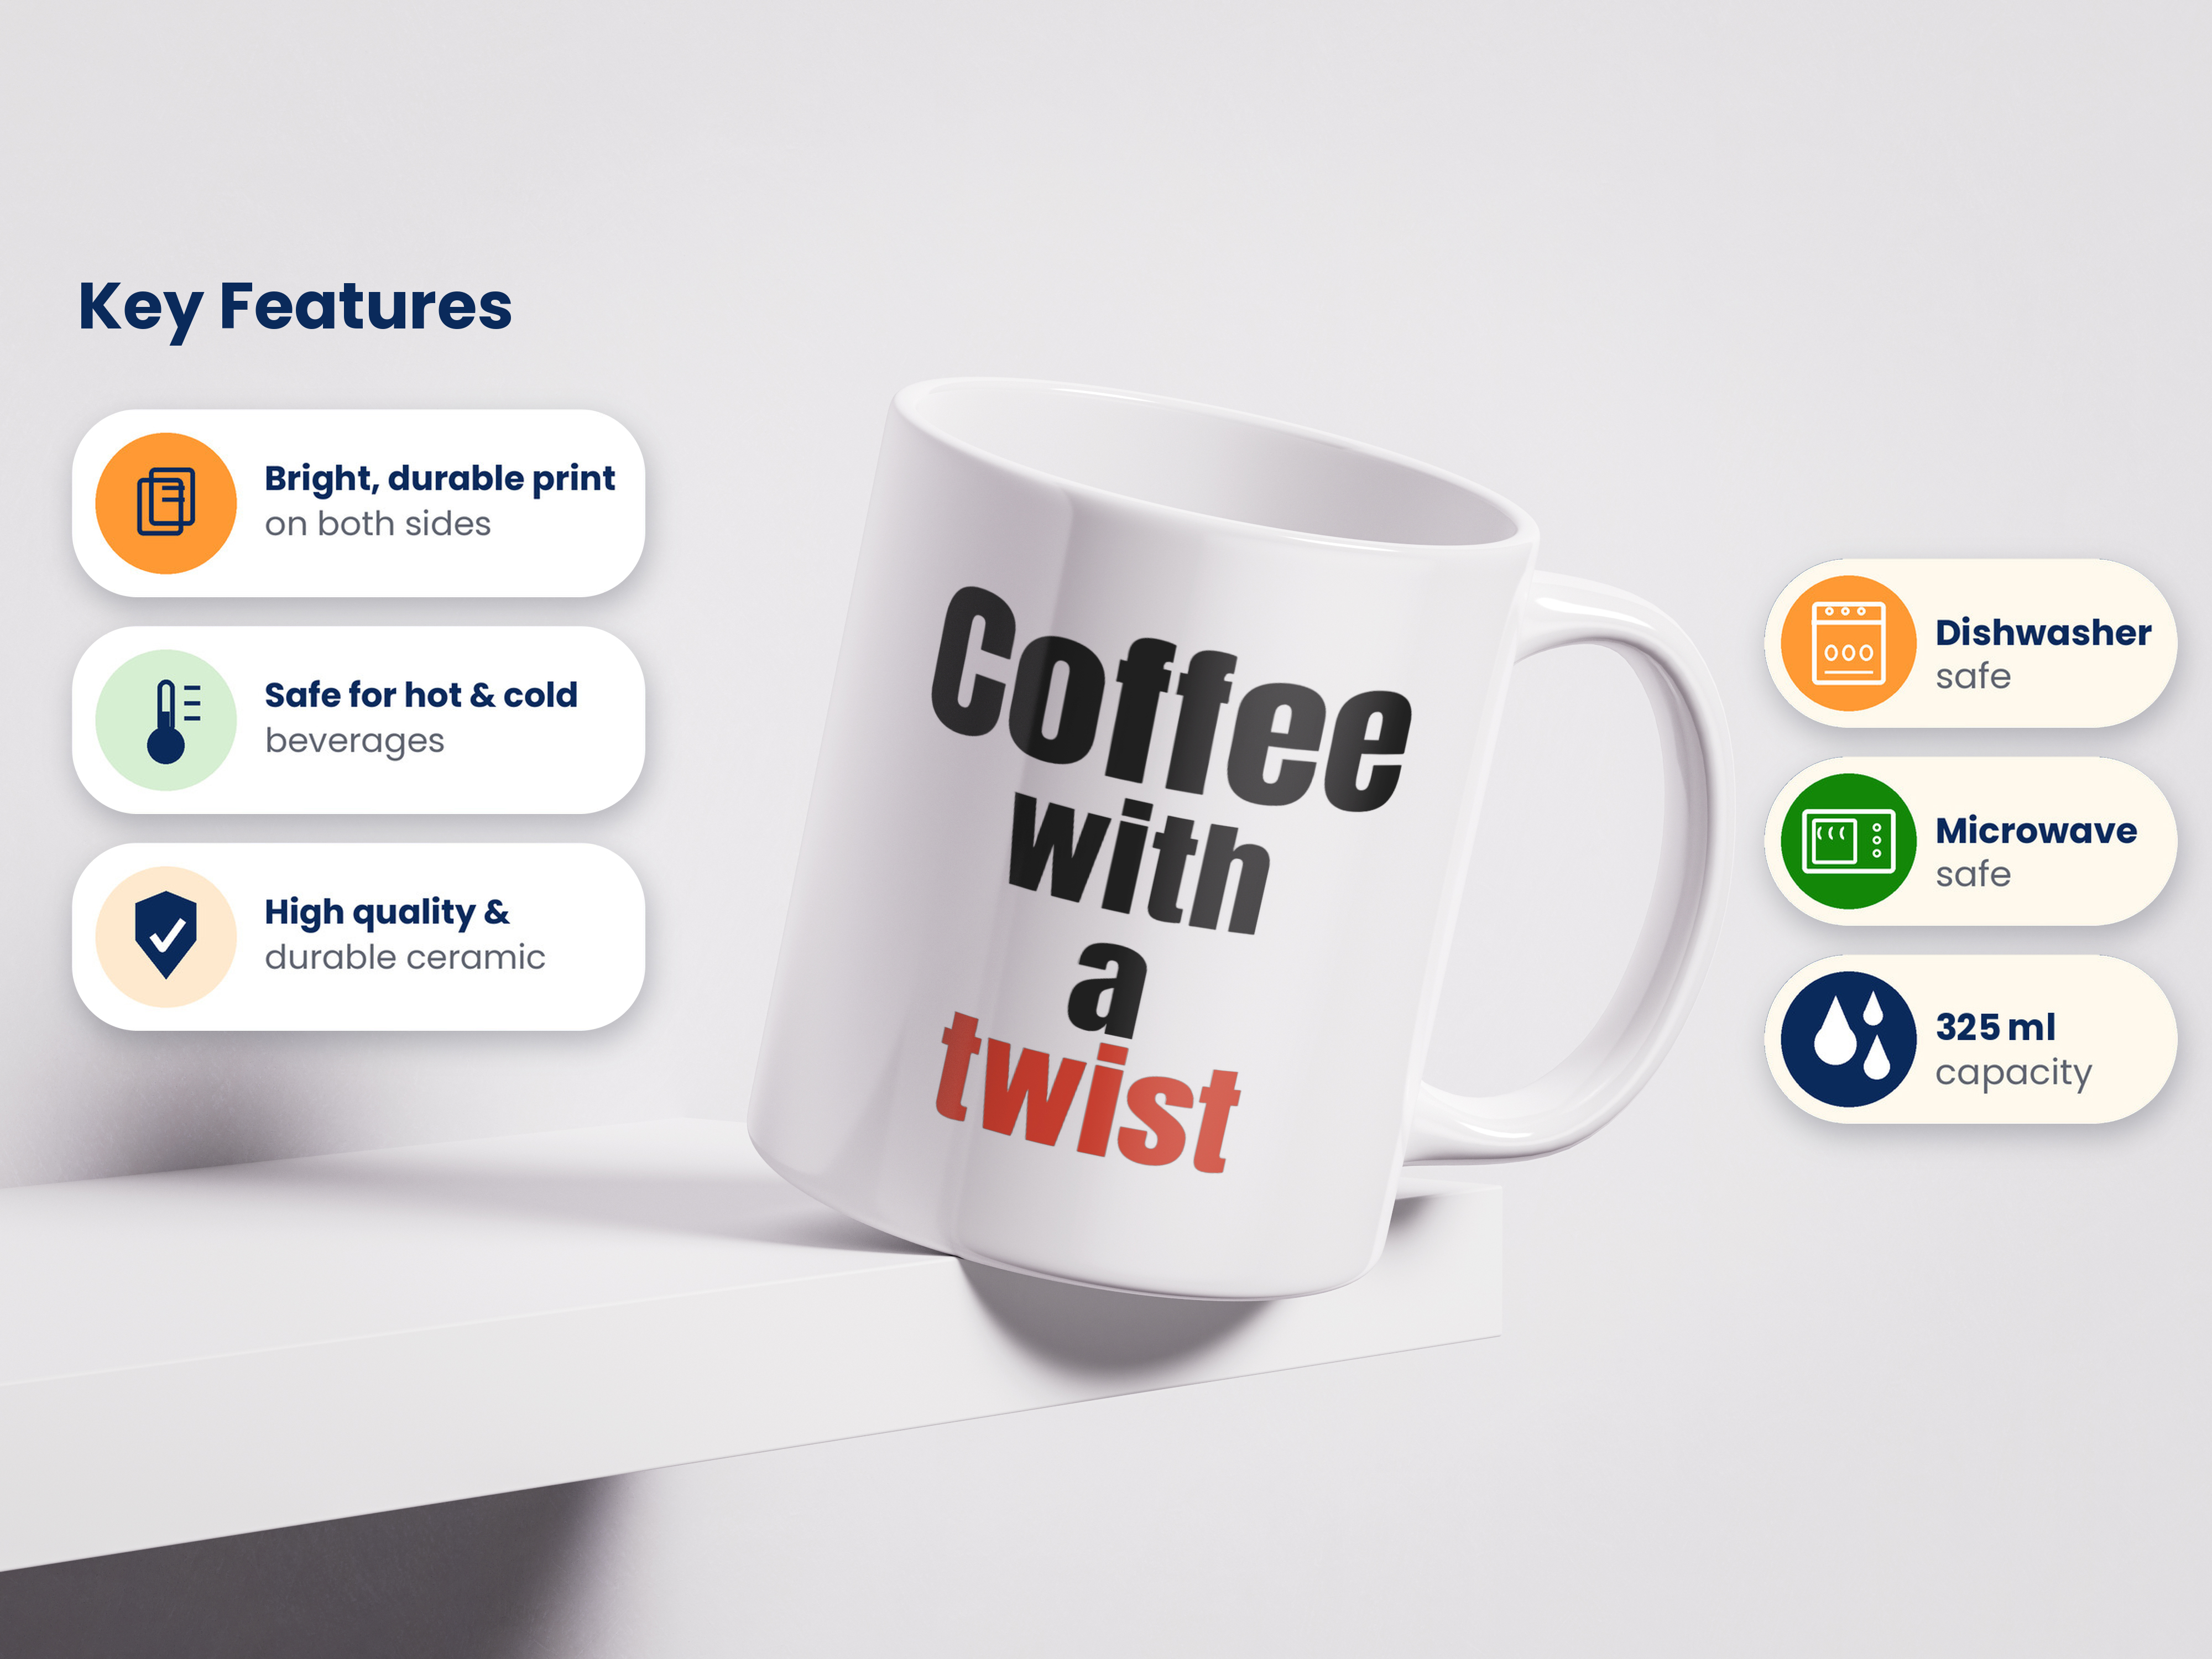 Key Features
Bright, durable print
on both sides
Safe for hot & cold
beverages
High quality &
durable ceramic
Coffee
with
a
twist
Dishwasher
safe
Microwave
safe
325 ml
capacity